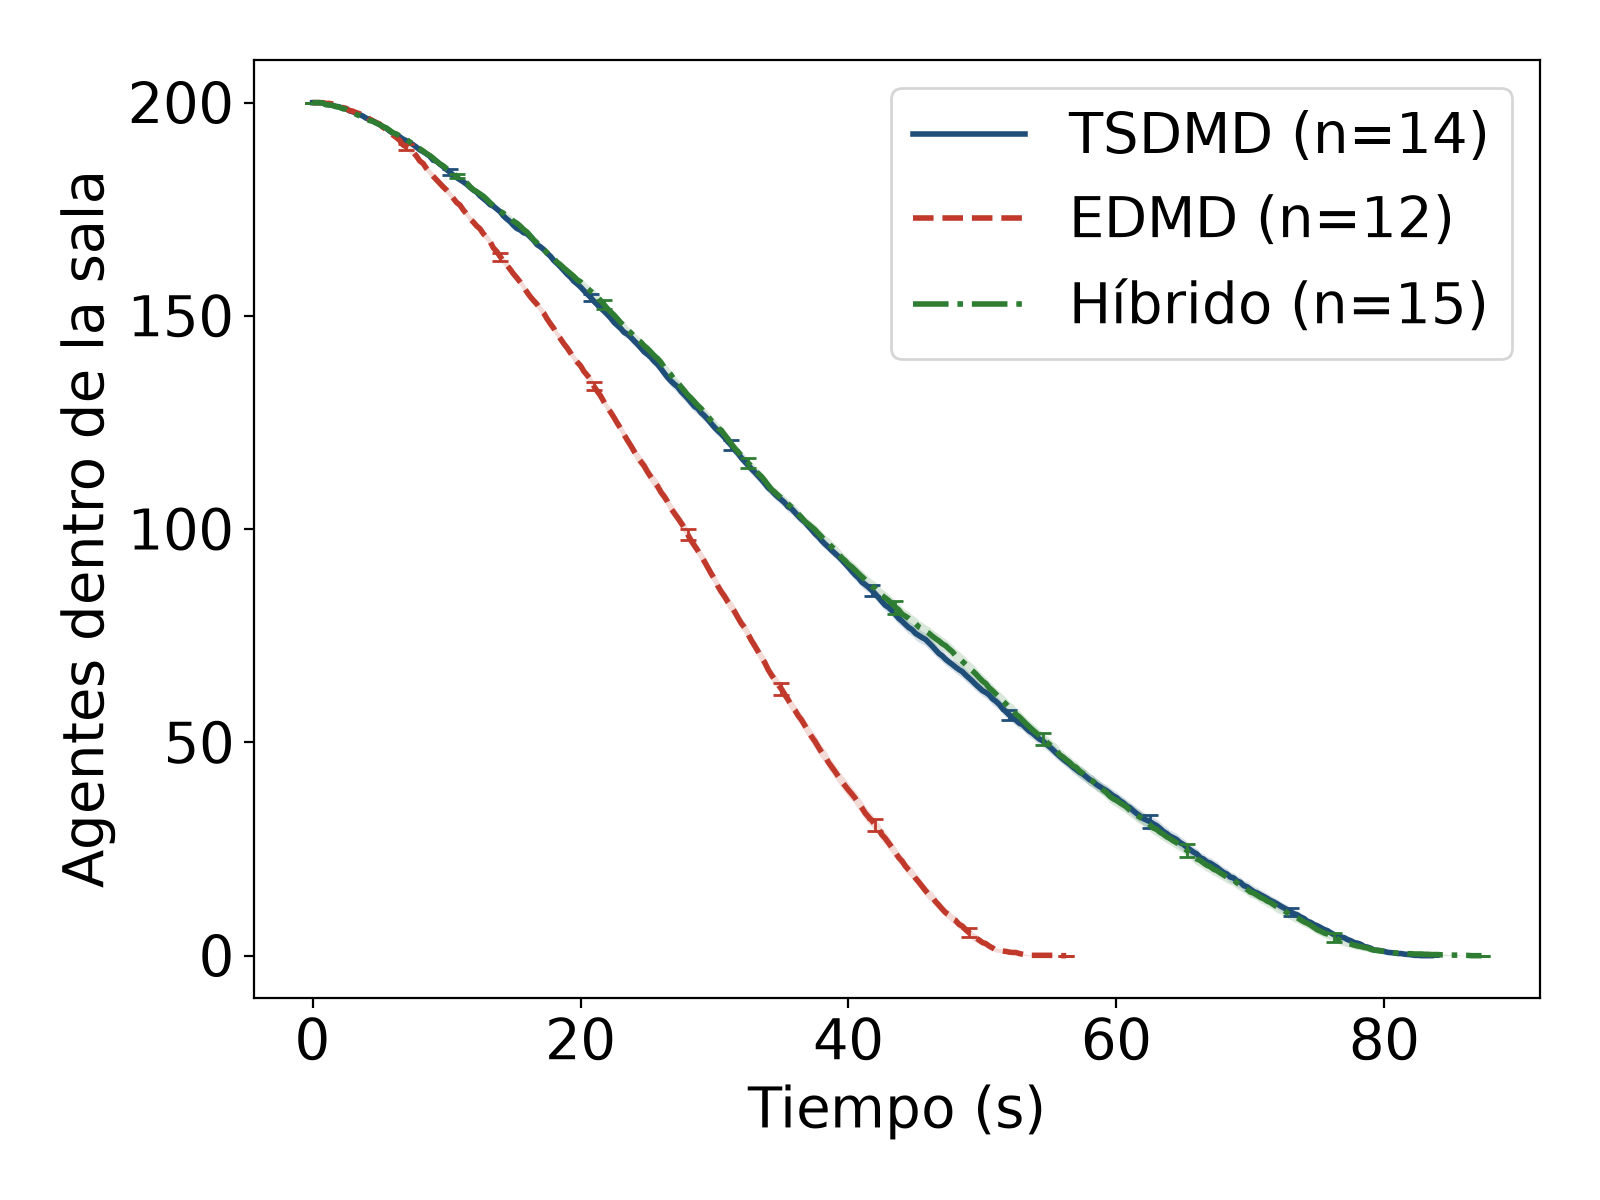 200
150
100
50
0
Agentes dentro de la sala
TSDMD (n=14)
EDMD (n=12)
Híbrido (n=15)
0 20 40 60 80
Tiempo (s)